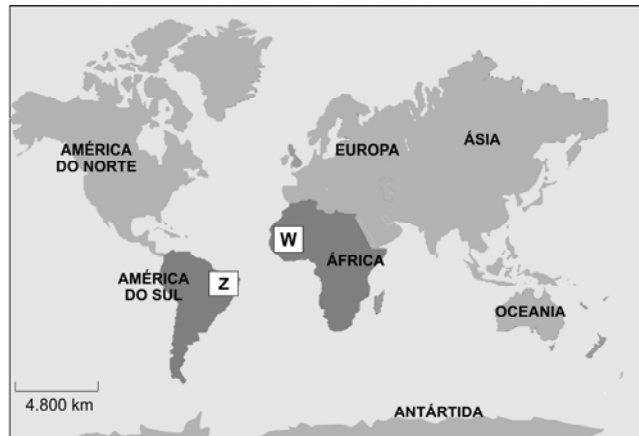 AMÉRICA
DO NORTE
EUROPA
ÁSIA
W
ÁFRICA
AMÉRICA
DO SUL
Z
OCEANIA
4.800 km
ANTÁRTIDA